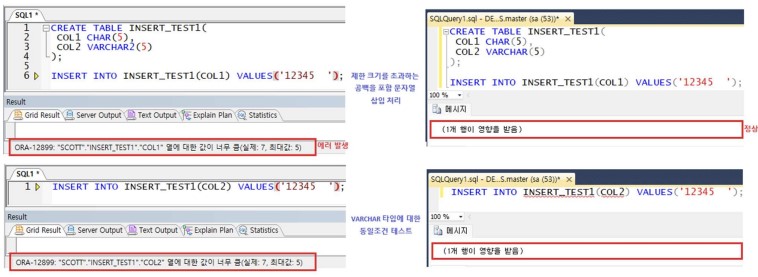 SQL1 *
1 CREATE TABLE INSERT_TEST1(
2 COL1 CHAR(5),
3 COL2 VARCHAR2(5)
4 );
5
6 INSERT INTO INSERT_TEST1(COL1) VALUES('12345  ');
Result
Grid Result Server Output Text Output Explain Plan Statistics
ORA-12899: "SCOTT"."INSERT_TEST1"."COL1" 열에 대한 값이 너무 큼(실제: 7, 최대값: 5)
에러 발생
제한 크기를 초과하는
공백을 포함 문자열
삽입 처리
SQLQuery1.sql - DE...S.master (sa (53))* ×
CREATE TABLE INSERT_TEST1(
COL1 CHAR(5),
COL2 VARCHAR(5)
);
INSERT INTO INSERT_TEST1(COL1) VALUES('12345  ');
100 %
메시지
(1개 행이 영향을 받음)
정상
SQL1 *
1 INSERT INTO INSERT_TEST1(COL2) VALUES('12345  ');
Result
Grid Result Server Output Text Output Explain Plan Statistics
ORA-12899: "SCOTT"."INSERT_TEST1"."COL2" 열에 대한 값이 너무 큼(실제: 7, 최대값: 5)
VARCHAR 타입에 대한
동일조건 테스트
SQLQuery1.sql - DE...S.master (sa (53))* ×
INSERT INTO INSERT_TEST1(COL2) VALUES('12345  ');
100 %
메시지
(1개 행이 영향을 받음)